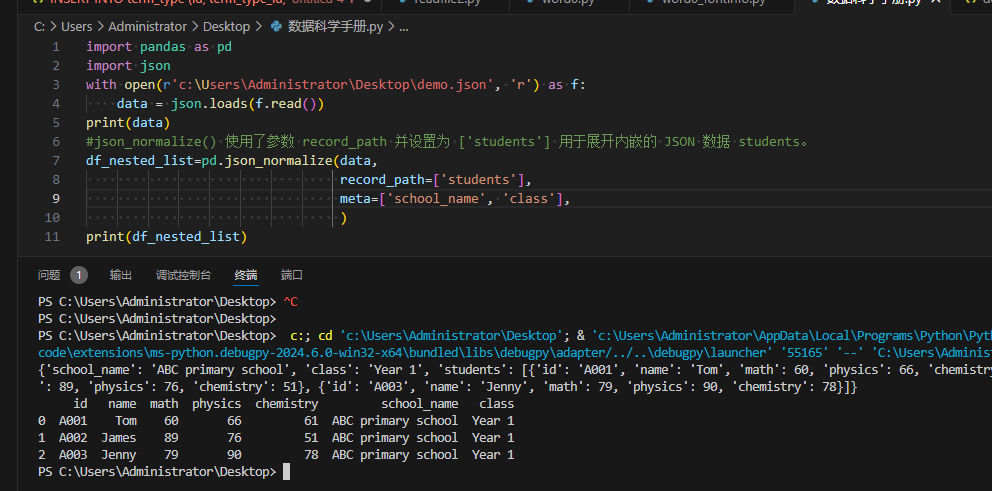 INSERT INTO term_type (id, term_type_id, Untitled-4 1
readfile2.py
word6.py
word6_fontinfo.py
数据科学手册.py
C: > Users > Administrator > Desktop > 数据科学手册.py > ...
1 import pandas as pd
2 import json
3 with open(r'c:\Users\Administrator\Desktop\demo.json', 'r') as f:
4 data = json.loads(f.read())
5 print(data)
6 #json_normalize() 使用了参数 record_path 并设置为 ['students'] 用于展开内嵌的 JSON 数据 students。
7 df_nested_list=pd.json_normalize(data,
8 record_path=['students'],
9 meta=['school_name', 'class'],
10 )
11 print(df_nested_list)
问题 1 输出 调试控制台 终端 端口
PS C:\Users\Administrator\Desktop> ^C
PS C:\Users\Administrator\Desktop>
PS C:\Users\Administrator\Desktop> c:; cd 'c:\Users\Administrator\Desktop'; & 'c:\Users\Administrator\AppData\Local\Programs\Python\Pyt
code\extensions\ms-python.debugpy-2024.6.0-win32-x64\bundled\libs\debugpy\adapter/../..\debugpy\launcher' '55165' '--' 'C:\Users\Admini
{'school_name': 'ABC primary school', 'class': 'Year 1', 'students': [{'id': 'A001', 'name': 'Tom', 'math': 60, 'physics': 66, 'chemistry
': 89, 'physics': 76, 'chemistry': 51}, {'id': 'A003', 'name': 'Jenny', 'math': 79, 'physics': 90, 'chemistry': 78}]}
id name math physics chemistry school_name class
0 A001 Tom 60 66 61 ABC primary school Year 1
1 A002 James 89 76 51 ABC primary school Year 1
2 A003 Jenny 79 90 78 ABC primary school Year 1
PS C:\Users\Administrator\Desktop>